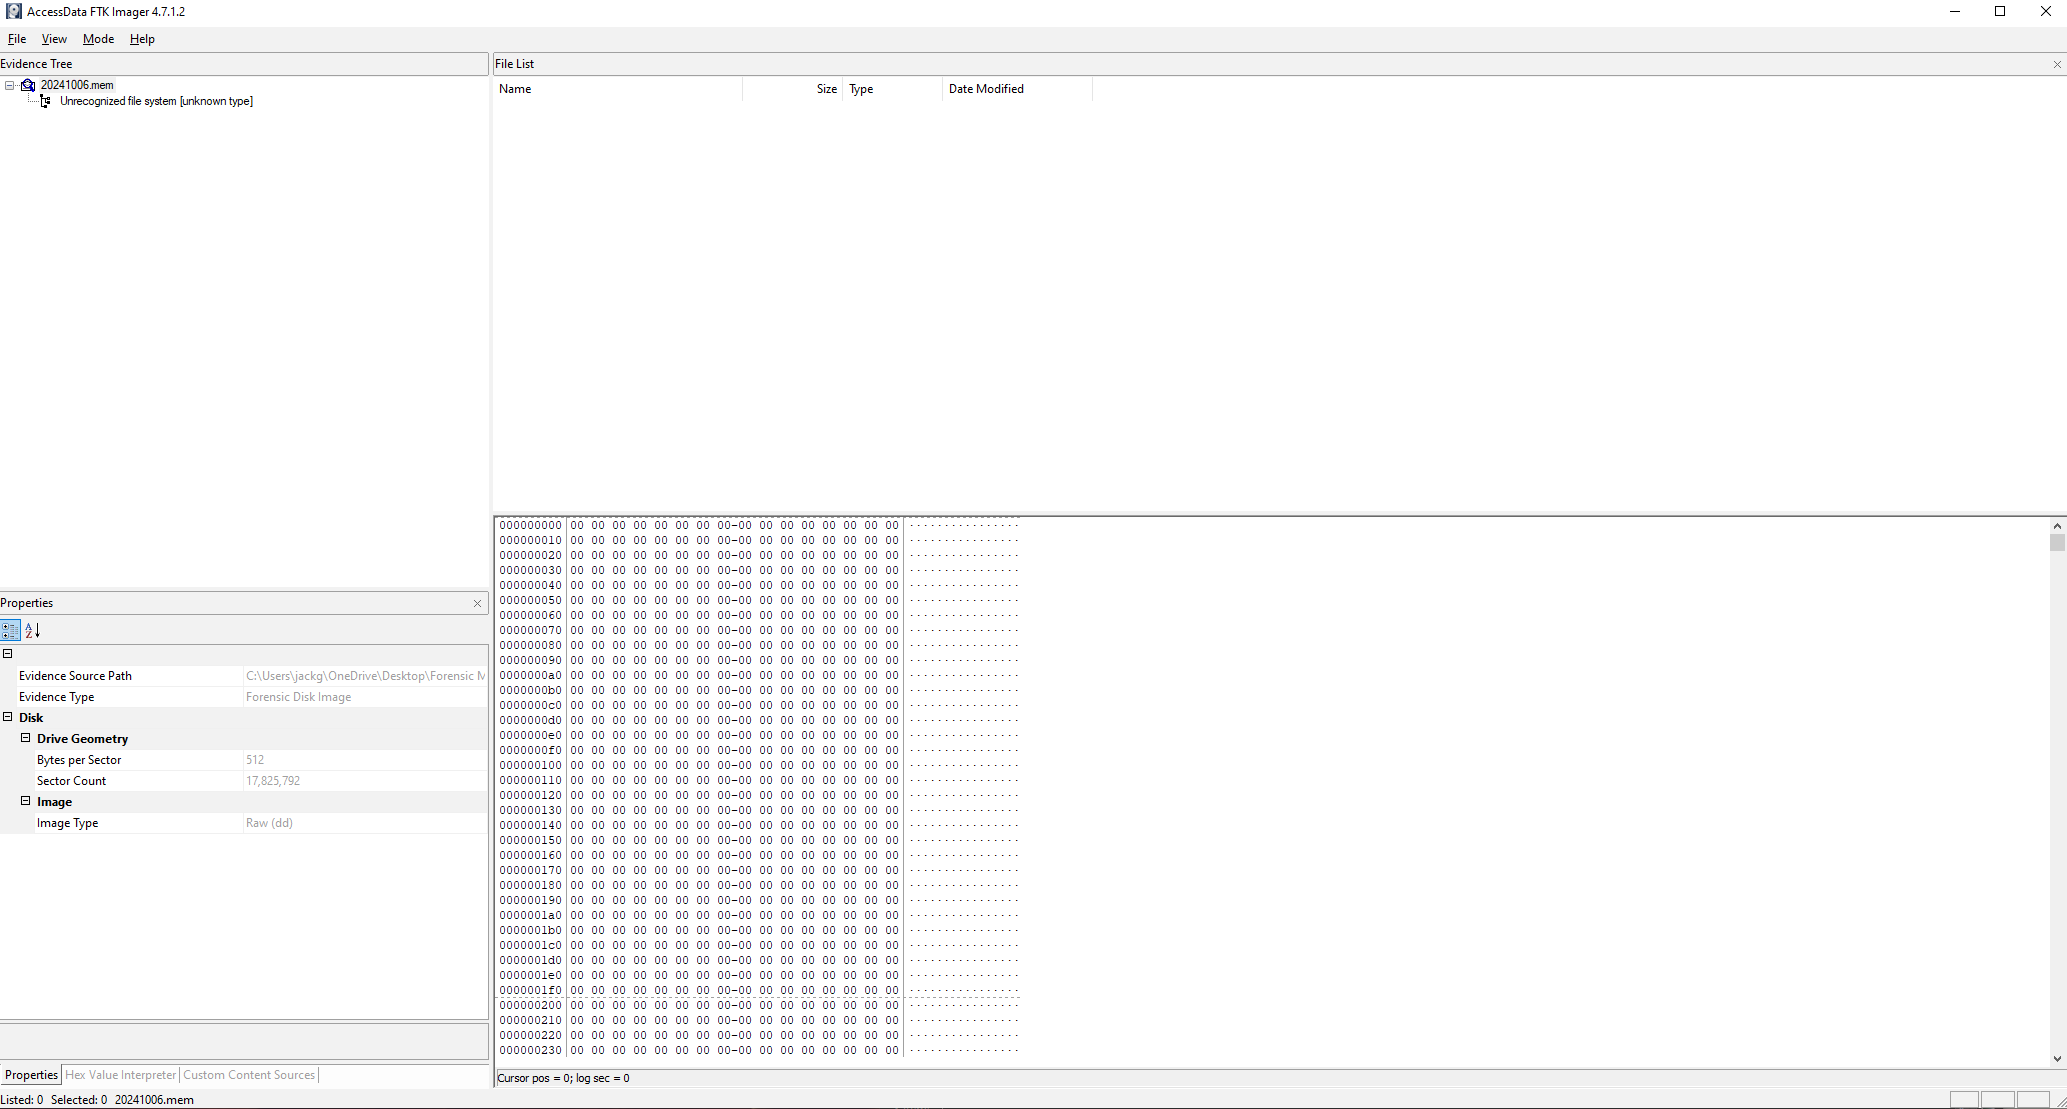 AccessData FTK Imager 4.7.1.2
File View Mode Help
Evidence Tree
20241006.mem
Unrecognized file system [unknown type]
File List
Name Size Type Date Modified
000000000 00 00 00 00 00 00 00 00-00 00 00 00 00 00 00 00 ················
000000010 00 00 00 00 00 00 00 00-00 00 00 00 00 00 00 00 ················
000000020 00 00 00 00 00 00 00 00-00 00 00 00 00 00 00 00 ················
000000030 00 00 00 00 00 00 00 00-00 00 00 00 00 00 00 00 ················
000000040 00 00 00 00 00 00 00 00-00 00 00 00 00 00 00 00 ················
000000050 00 00 00 00 00 00 00 00-00 00 00 00 00 00 00 00 ················
000000060 00 00 00 00 00 00 00 00-00 00 00 00 00 00 00 00 ················
000000070 00 00 00 00 00 00 00 00-00 00 00 00 00 00 00 00 ················
000000080 00 00 00 00 00 00 00 00-00 00 00 00 00 00 00 00 ················
000000090 00 00 00 00 00 00 00 00-00 00 00 00 00 00 00 00 ················
0000000a0 00 00 00 00 00 00 00 00-00 00 00 00 00 00 00 00 ················
0000000b0 00 00 00 00 00 00 00 00-00 00 00 00 00 00 00 00 ················
0000000c0 00 00 00 00 00 00 00 00-00 00 00 00 00 00 00 00 ················
0000000d0 00 00 00 00 00 00 00 00-00 00 00 00 00 00 00 00 ················
0000000e0 00 00 00 00 00 00 00 00-00 00 00 00 00 00 00 00 ················
0000000f0 00 00 00 00 00 00 00 00-00 00 00 00 00 00 00 00 ················
000000100 00 00 00 00 00 00 00 00-00 00 00 00 00 00 00 00 ················
000000110 00 00 00 00 00 00 00 00-00 00 00 00 00 00 00 00 ················
000000120 00 00 00 00 00 00 00 00-00 00 00 00 00 00 00 00 ················
000000130 00 00 00 00 00 00 00 00-00 00 00 00 00 00 00 00 ················
000000140 00 00 00 00 00 00 00 00-00 00 00 00 00 00 00 00 ················
000000150 00 00 00 00 00 00 00 00-00 00 00 00 00 00 00 00 ················
000000160 00 00 00 00 00 00 00 00-00 00 00 00 00 00 00 00 ················
000000170 00 00 00 00 00 00 00 00-00 00 00 00 00 00 00 00 ················
000000180 00 00 00 00 00 00 00 00-00 00 00 00 00 00 00 00 ················
000000190 00 00 00 00 00 00 00 00-00 00 00 00 00 00 00 00 ················
0000001a0 00 00 00 00 00 00 00 00-00 00 00 00 00 00 00 00 ················
0000001b0 00 00 00 00 00 00 00 00-00 00 00 00 00 00 00 00 ················
0000001c0 00 00 00 00 00 00 00 00-00 00 00 00 00 00 00 00 ················
0000001d0 00 00 00 00 00 00 00 00-00 00 00 00 00 00 00 00 ················
0000001e0 00 00 00 00 00 00 00 00-00 00 00 00 00 00 00 00 ················
0000001f0 00 00 00 00 00 00 00 00-00 00 00 00 00 00 00 00 ················
000000200 00 00 00 00 00 00 00 00-00 00 00 00 00 00 00 00 ················
000000210 00 00 00 00 00 00 00 00-00 00 00 00 00 00 00 00 ················
000000220 00 00 00 00 00 00 00 00-00 00 00 00 00 00 00 00 ················
000000230 00 00 00 00 00 00 00 00-00 00 00 00 00 00 00 00 ················
Cursor pos = 0; log sec = 0
Properties
Evidence Source Path C:\Users\jackg\OneDrive\Desktop\Forensic M
Evidence Type Forensic Disk Image
Disk
Drive Geometry
Bytes per Sector 512
Sector Count 17,825,792
Image
Image Type Raw (dd)
Properties Hex Value Interpreter Custom Content Sources
Listed: 0 Selected: 0 20241006.mem